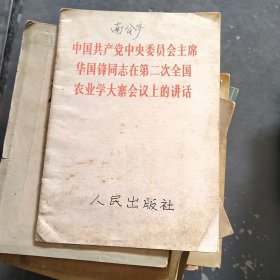 中国共产党中央委员会主席
华国锋同志在第二次全国
农业学大寨会议上的讲话
人民出版社